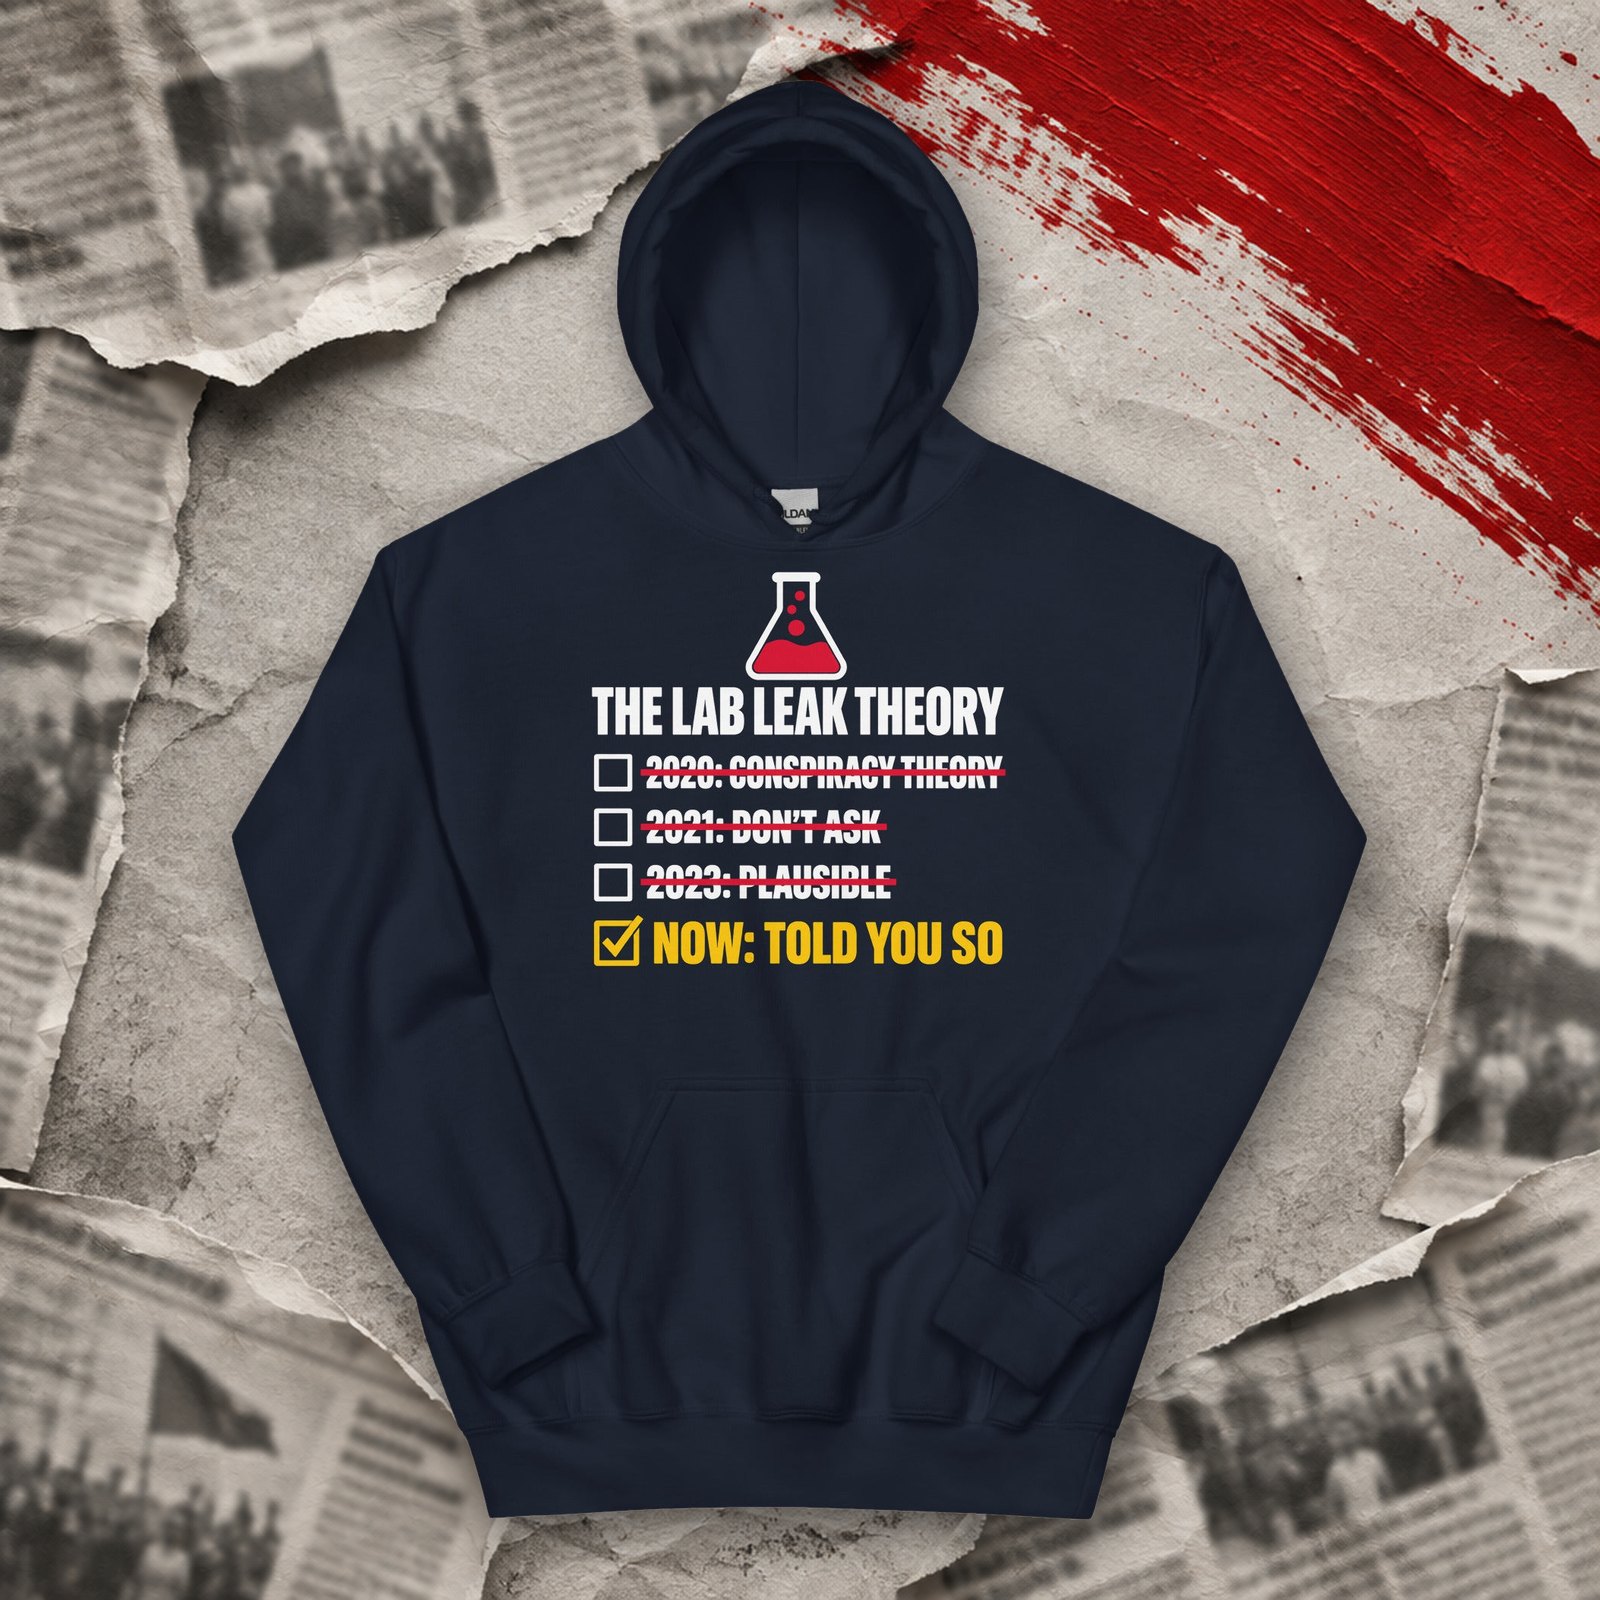 THE LAB LEAK THEORY
2020: CONSPIRACY THEORY
2021: DON'T ASK
2023: PLAUSIBLE
NOW: TOLD YOU SO